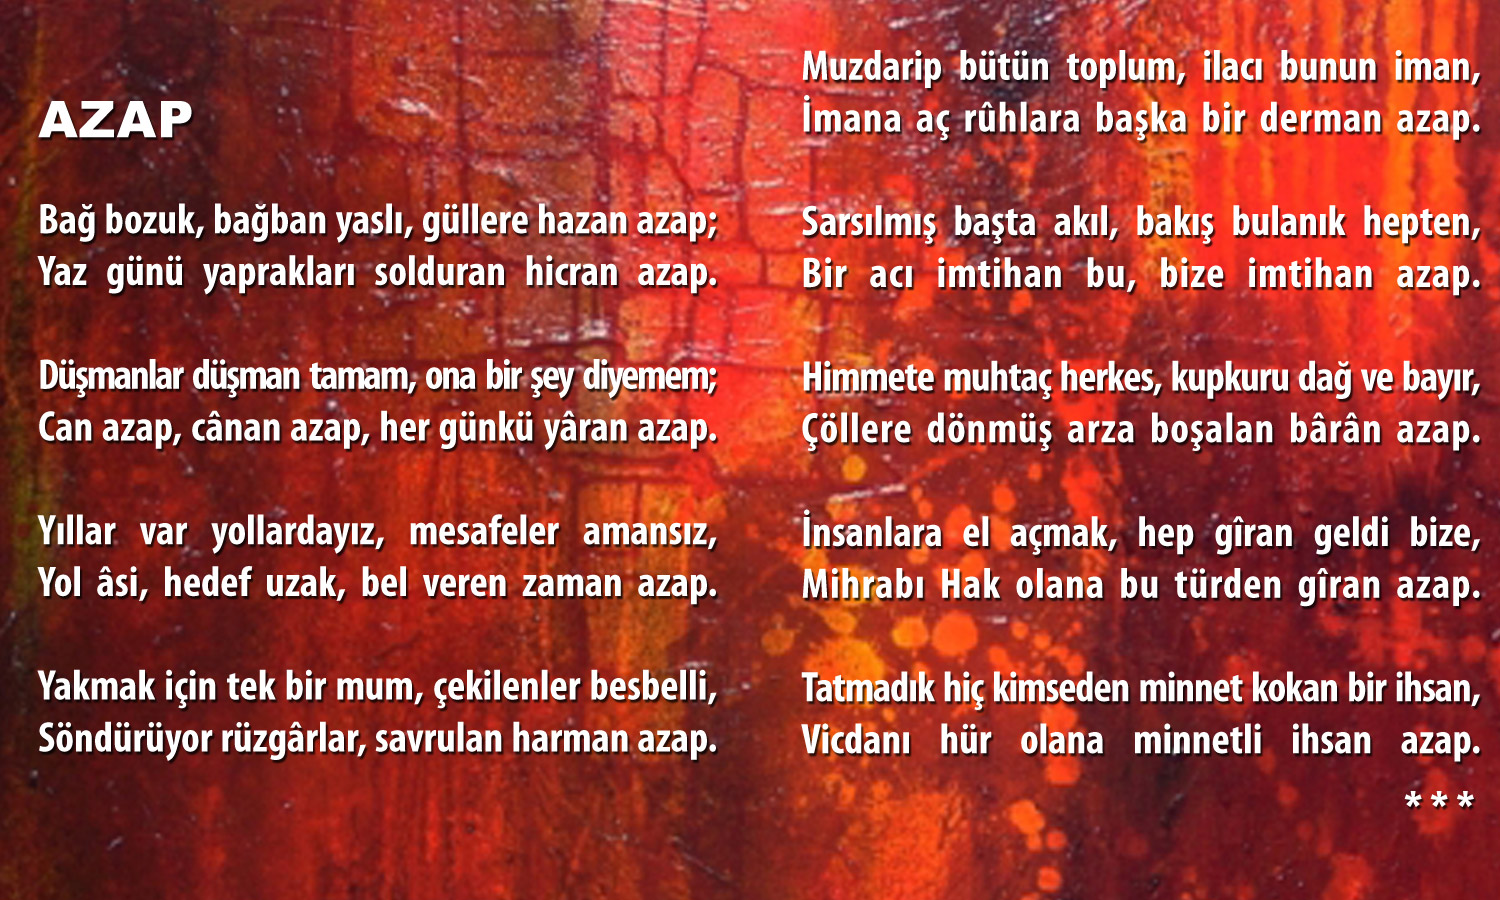 AZAP
Bağ bozuk, bağban yaslı, güllere hazan azap;
Yaz günü yaprakları solduran hicran azap.
Düşmanlar düşman tamam, ona bir şey diyemem;
Can azap, cânan azap, her günkü yâran azap.
Yıllar var yollardayız, mesafeler amansız,
Yol âsi, hedef uzak, bel veren zaman azap.
Yakmak için tek bir mum, çekilenler besbelli,
Söndürüyor rüzgârlar, savrulan harman azap.
Muzdarip bütün toplum, ilacı bunun iman,
İmana aç rûhlara başka bir derman azap.
Sarsılmış başta akıl, bakış bulanık hepten,
Bir acı imtihan bu, bize imtihan azap.
Himmete muhtaç herkes, kupkuru dağ ve bayır,
Çöllere dönmüş arza boşalan bârân azap.
İnsanlara el açmak, hep gîran geldi bize,
Mihrabı Hak olana bu türden gîran azap.
Tatmadık hiç kimseden minnet kokan bir ihsan,
Vicdanı hür olana minnetli ihsan azap.
***